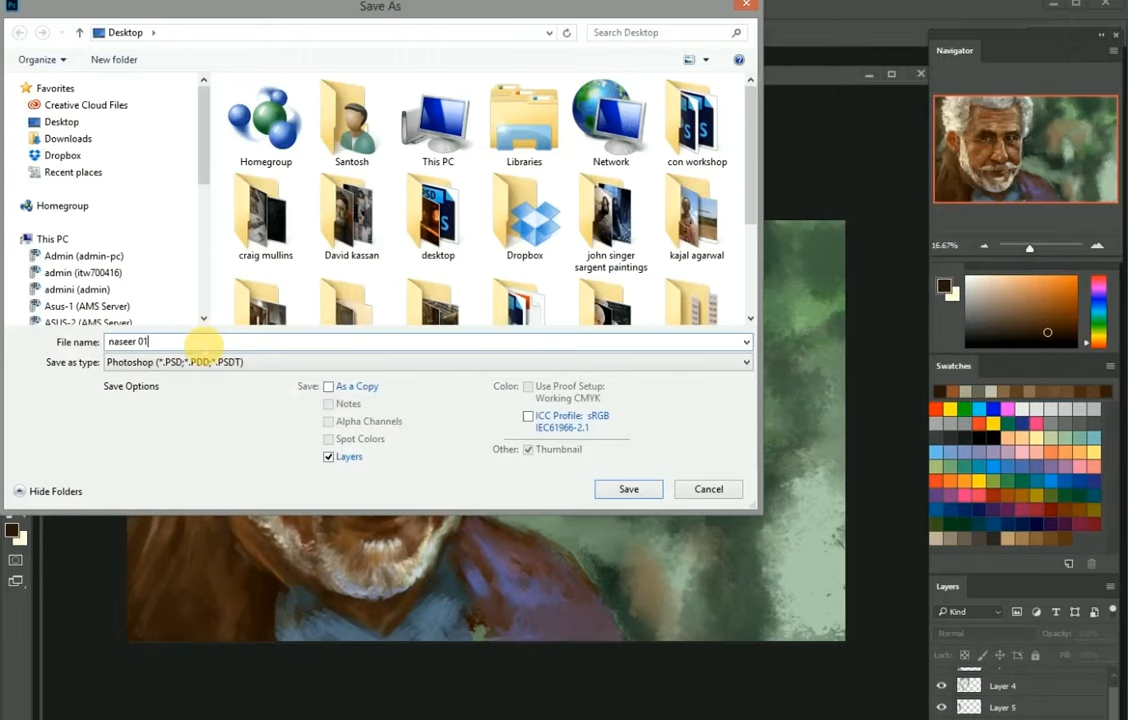 Ps
Save As
Desktop
Search Desktop
Organize
New folder
Favorites
Creative Cloud Files
Desktop
Downloads
Dropbox
Recent places
Homegroup
This PC
Admin (admin-pc)
admin (itw700416)
admini (admin)
Asus-1 (AMS Server)
ASUS-2 (AMS Server)
Homegroup
Santosh
This PC
Libraries
Network
con workshop
craig mullins
David kassan
desktop
Dropbox
john singer
sargent paintings
kajal agarwal
File name: naseer 01
Save as type: Photoshop (*.PSD;*.PDD;*.PSDT)
Save Options
Save:
As a Copy
Notes
Alpha Channels
Spot Colors
Layers
Color:
Use Proof Setup:
Working CMYK
ICC Profile: sRGB
IEC61966-2.1
Other:
Thumbnail
Hide Folders
Save
Cancel
Navigator
16.67%
Swatches
Layers
Kind
Normal
Opacity:
Lock:
Fill:
Layer 4
Layer 5